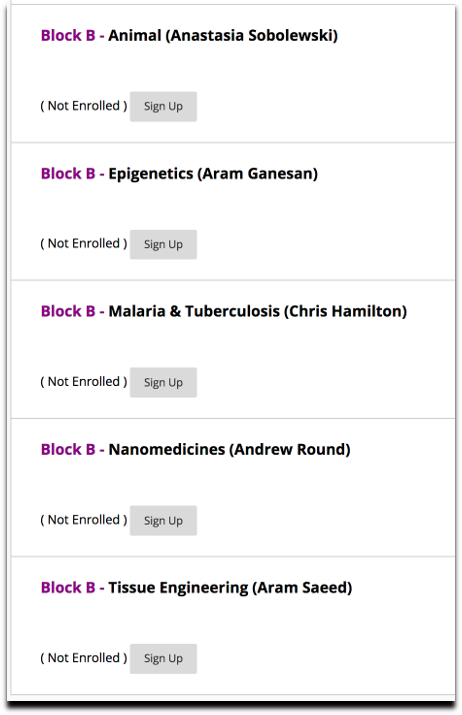 Block B - Animal (Anastasia Sobolewski)
( Not Enrolled ) Sign Up
Block B - Epigenetics (Aram Ganesan)
( Not Enrolled ) Sign Up
Block B - Malaria & Tuberculosis (Chris Hamilton)
( Not Enrolled ) Sign Up
Block B - Nanomedicines (Andrew Round)
( Not Enrolled ) Sign Up
Block B - Tissue Engineering (Aram Saeed)
( Not Enrolled ) Sign Up